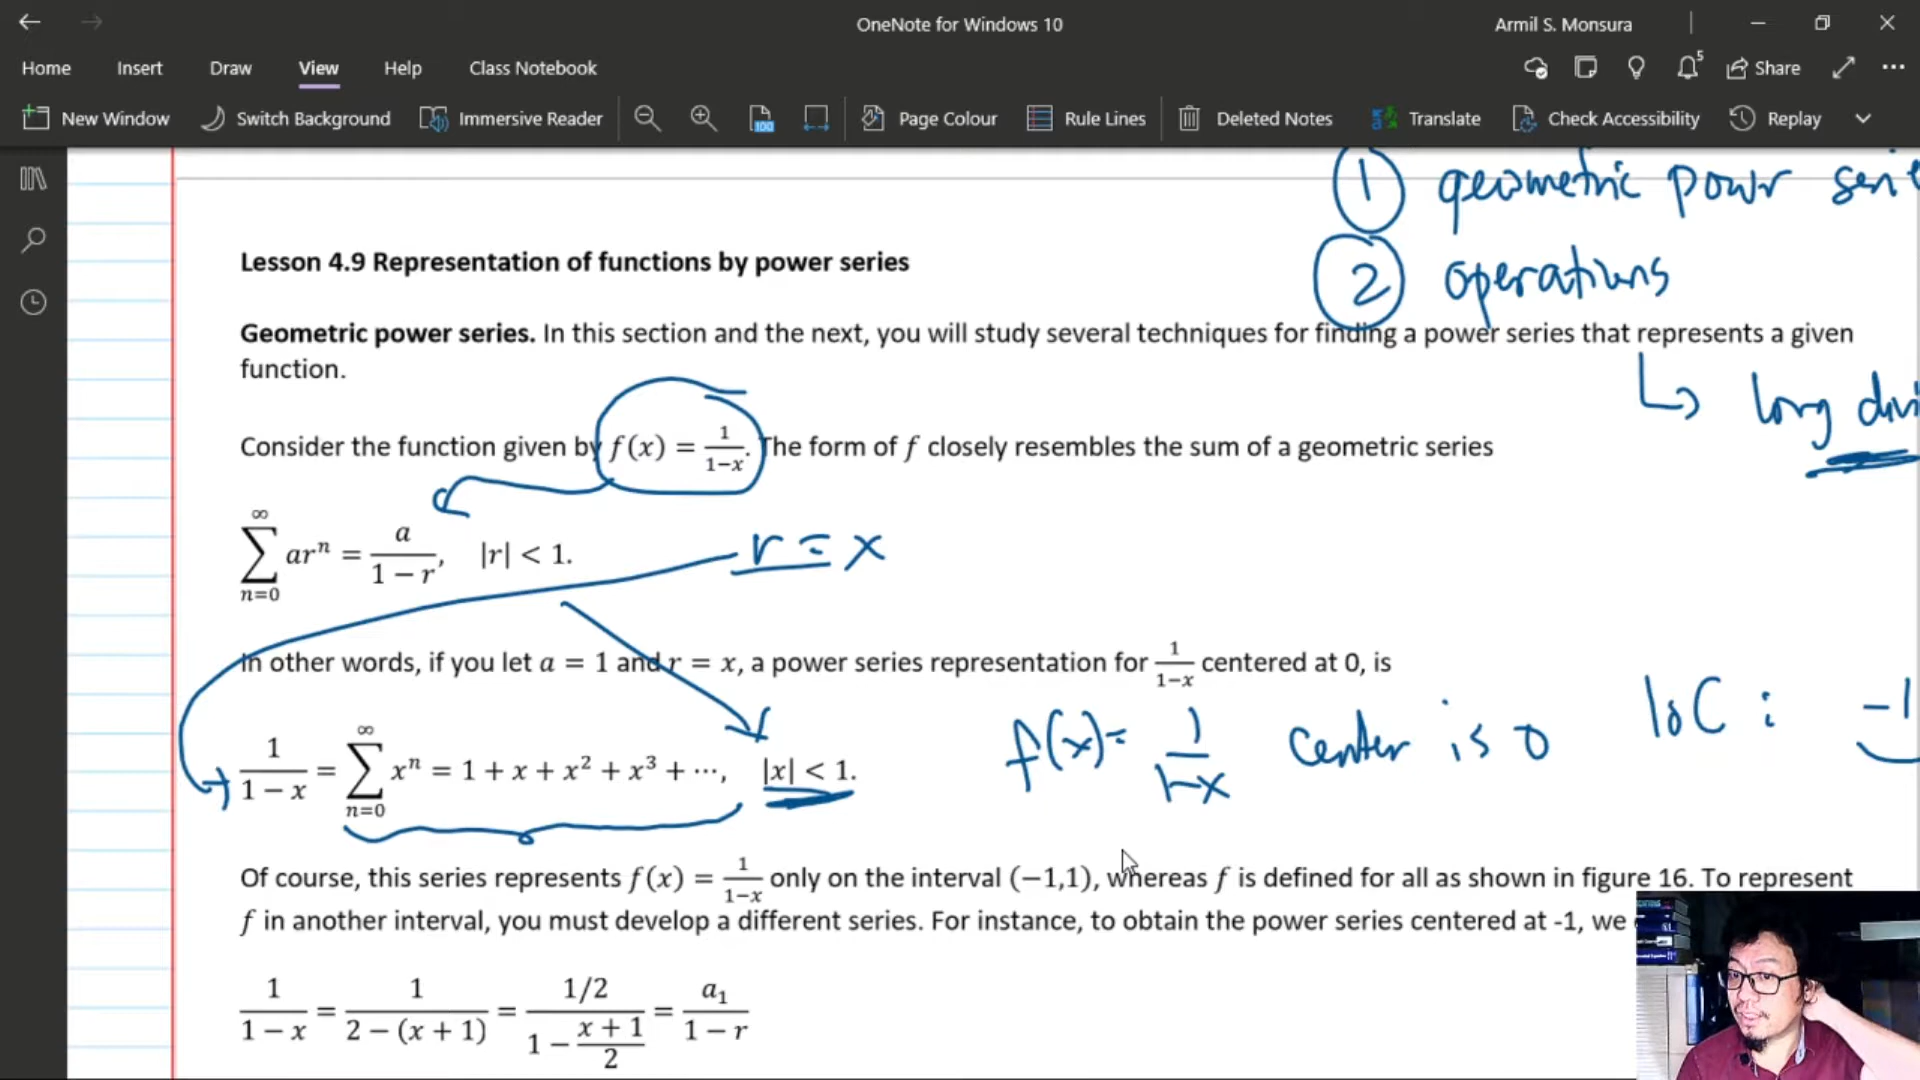 OneNote for Windows 10
Armil S. Monsura
Home Insert Draw View Help Class Notebook
5 Share
New Window Switch Background Immersive Reader 100 Page Colour Rule Lines Deleted Notes Translate Check Accessibility Replay
① geometric power serie
② operations
Lesson 4.9 Representation of functions by power series
Geometric power series. In this section and the next, you will study several techniques for finding a power series that represents a given
function.
↳ long divi
Consider the function given by f(x) = 1/(1−x). The form of f closely resembles the sum of a geometric series
∑_{n=0}^{∞} ar^n = a/(1 − r), |r| < 1.
r = x
In other words, if you let a = 1 and r = x, a power series representation for 1/(1−x) centered at 0, is
f(x) = 1/(1-x) center is 0 IoC : -1
1/(1 − x) = ∑_{n=0}^{∞} x^n = 1 + x + x² + x³ + ⋯, |x| < 1.
Of course, this series represents f(x) = 1/(1−x) only on the interval (−1,1), whereas f is defined for all as shown in figure 16. To represent
f in another interval, you must develop a different series. For instance, to obtain the power series centered at -1, we
1/(1 − x) = 1/(2 − (x + 1)) = (1/2)/(1 − (x + 1)/2) = a₁/(1 − r)